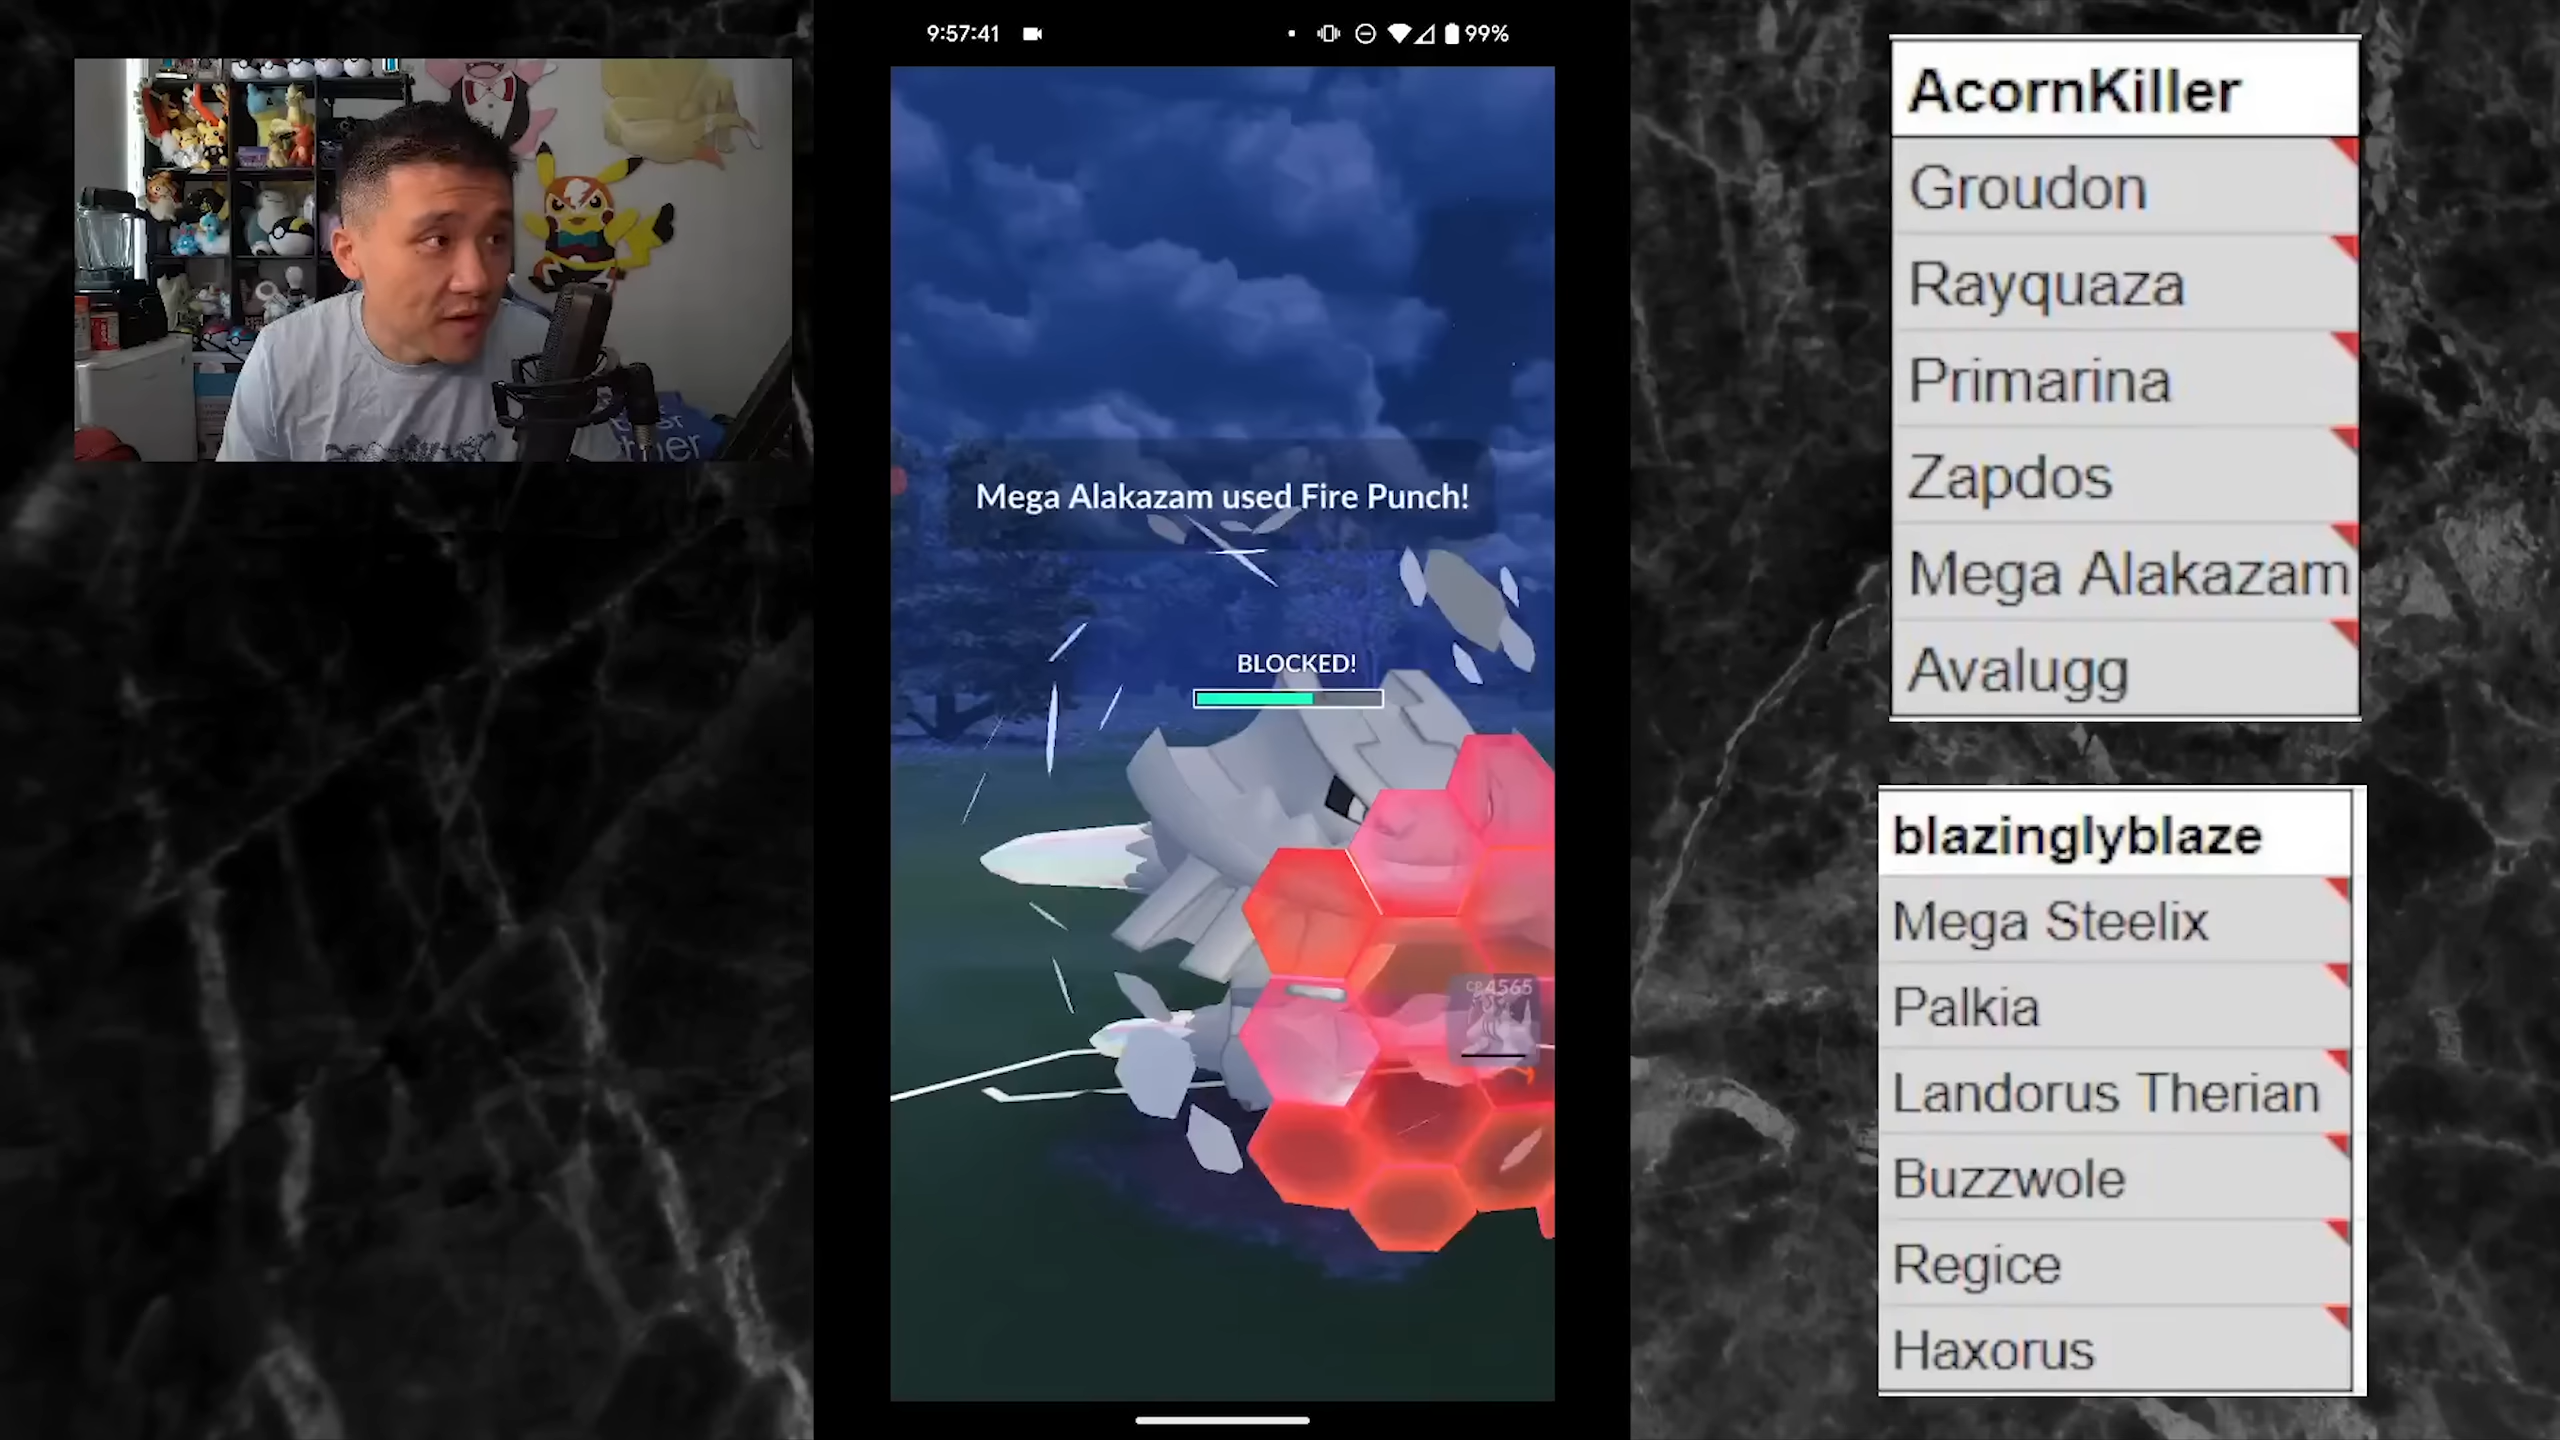 9:57:41
99%
Mega Alakazam used Fire Punch!
BLOCKED!
CP4565
AcornKiller
Groudon
Rayquaza
Primarina
Zapdos
Mega Alakazam
Avalugg
blazinglyblaze
Mega Steelix
Palkia
Landorus Therian
Buzzwole
Regice
Haxorus